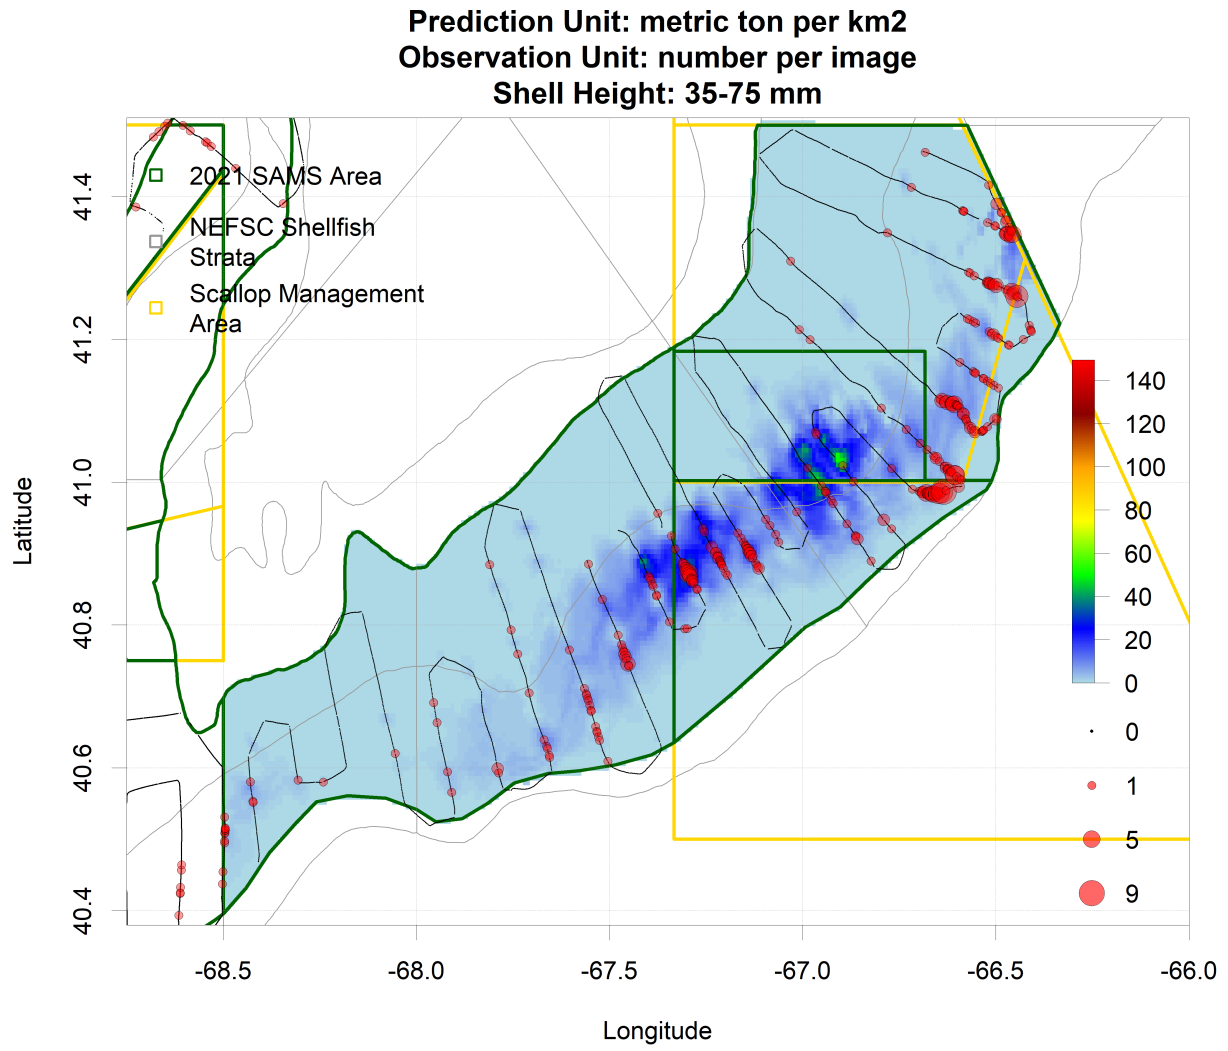 Prediction Unit: metric ton per km2
Observation Unit: number per image
Shell Height: 35-75 mm
2021 SAMS Area
NEFSC Shellfish
Strata
Scallop Management
Area
41.4
41.2
41.0
40.8
40.6
40.4
Latitude
140
120
100
80
60
40
20
0
0
1
5
9
-68.5
-68.0
-67.5
-67.0
-66.5
-66.0
Longitude